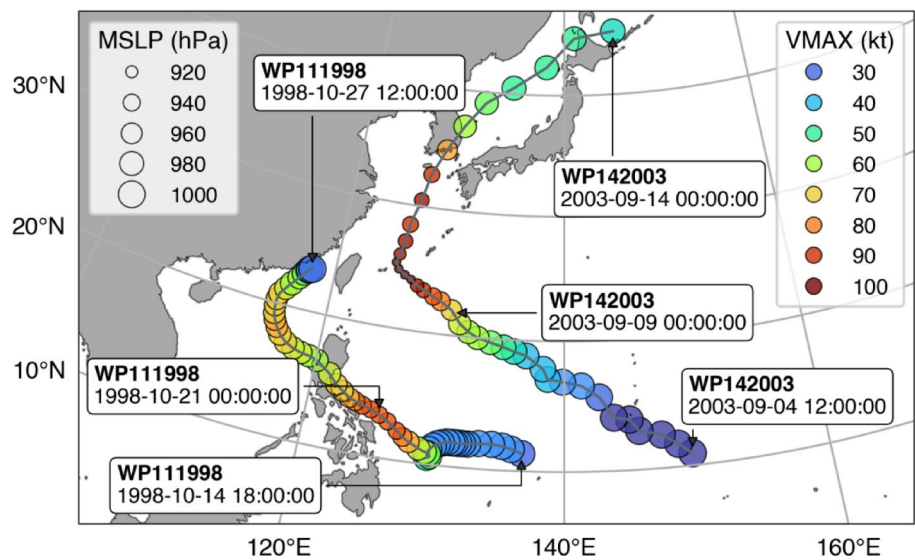 MSLP (hPa)
920
940
960
980
1000
VMAX (kt)
30
40
50
60
70
80
90
100
WP111998
1998-10-27 12:00:00
WP142003
2003-09-14 00:00:00
WP142003
2003-09-09 00:00:00
WP111998
1998-10-21 00:00:00
WP142003
2003-09-04 12:00:00
WP111998
1998-10-14 18:00:00
30°N
20°N
10°N
120°E
140°E
160°E